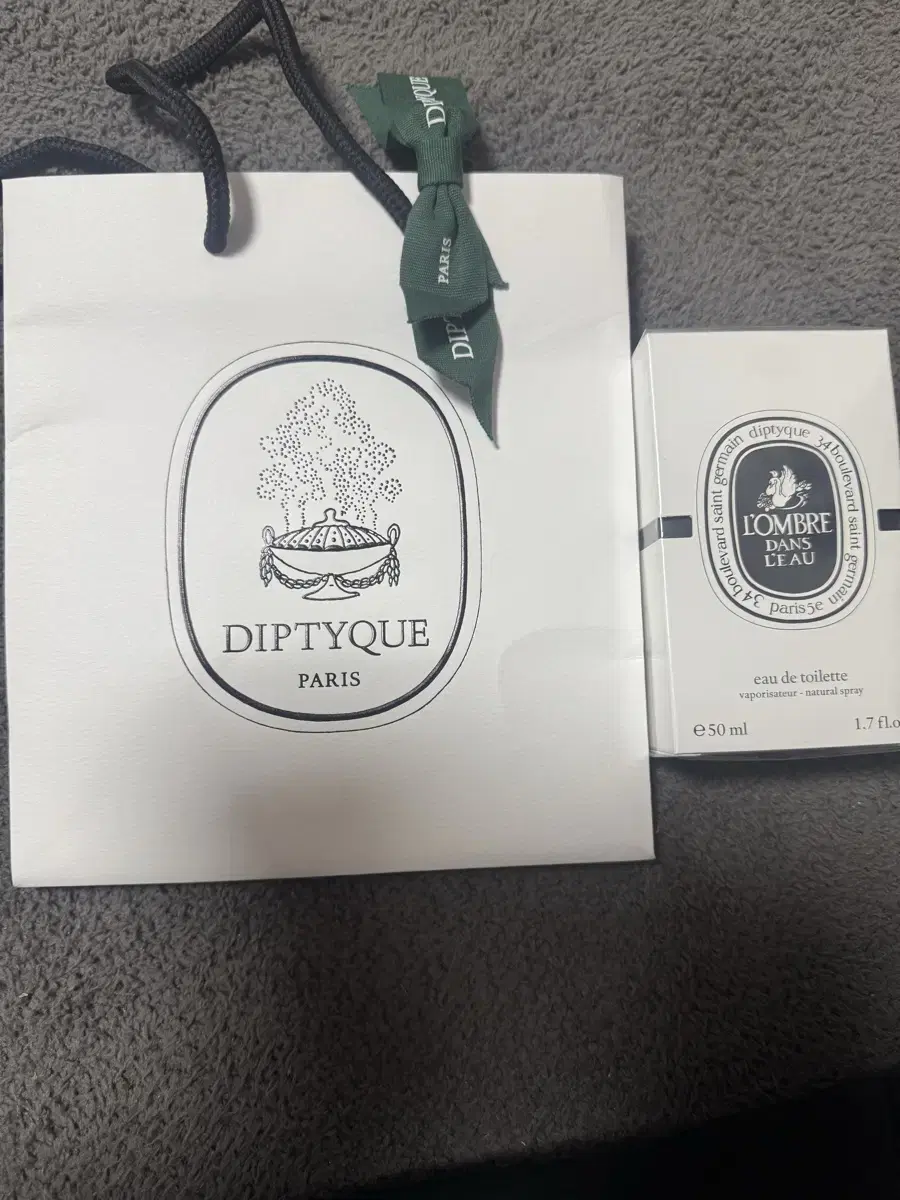 DIPTYQUE
PARIS
DIPT
DIPTYQUE
PARIS
34 boulevard saint germain diptyque 34 boulevard saint germain
paris 5e
L'OMBRE
DANS
L'EAU
eau de toilette
vaporisateur - natural spray
℮ 50 ml
1.7 fl.o